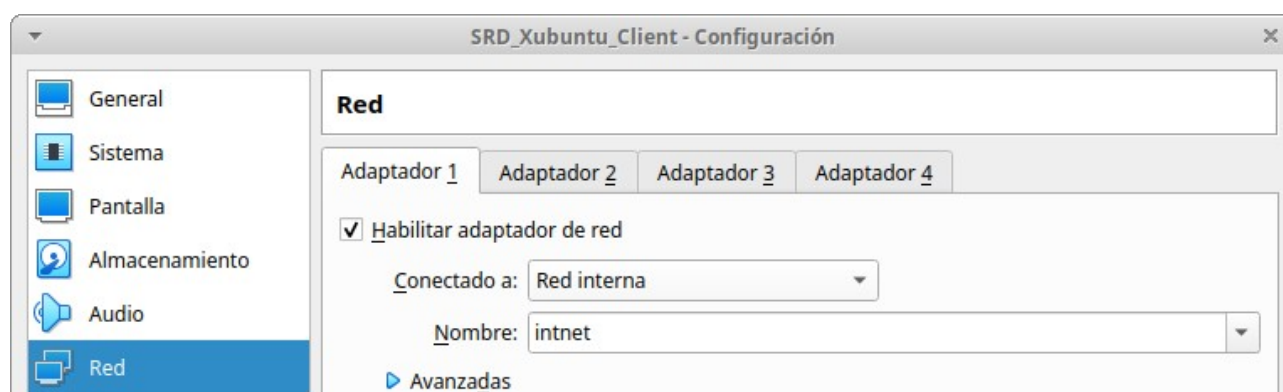 SRD_Xubuntu_Client - Configuración
General
Sistema
Pantalla
Almacenamiento
Audio
Red
Red
Adaptador 1 Adaptador 2 Adaptador 3 Adaptador 4
Habilitar adaptador de red
Conectado a: Red interna
Nombre: intnet
Avanzadas